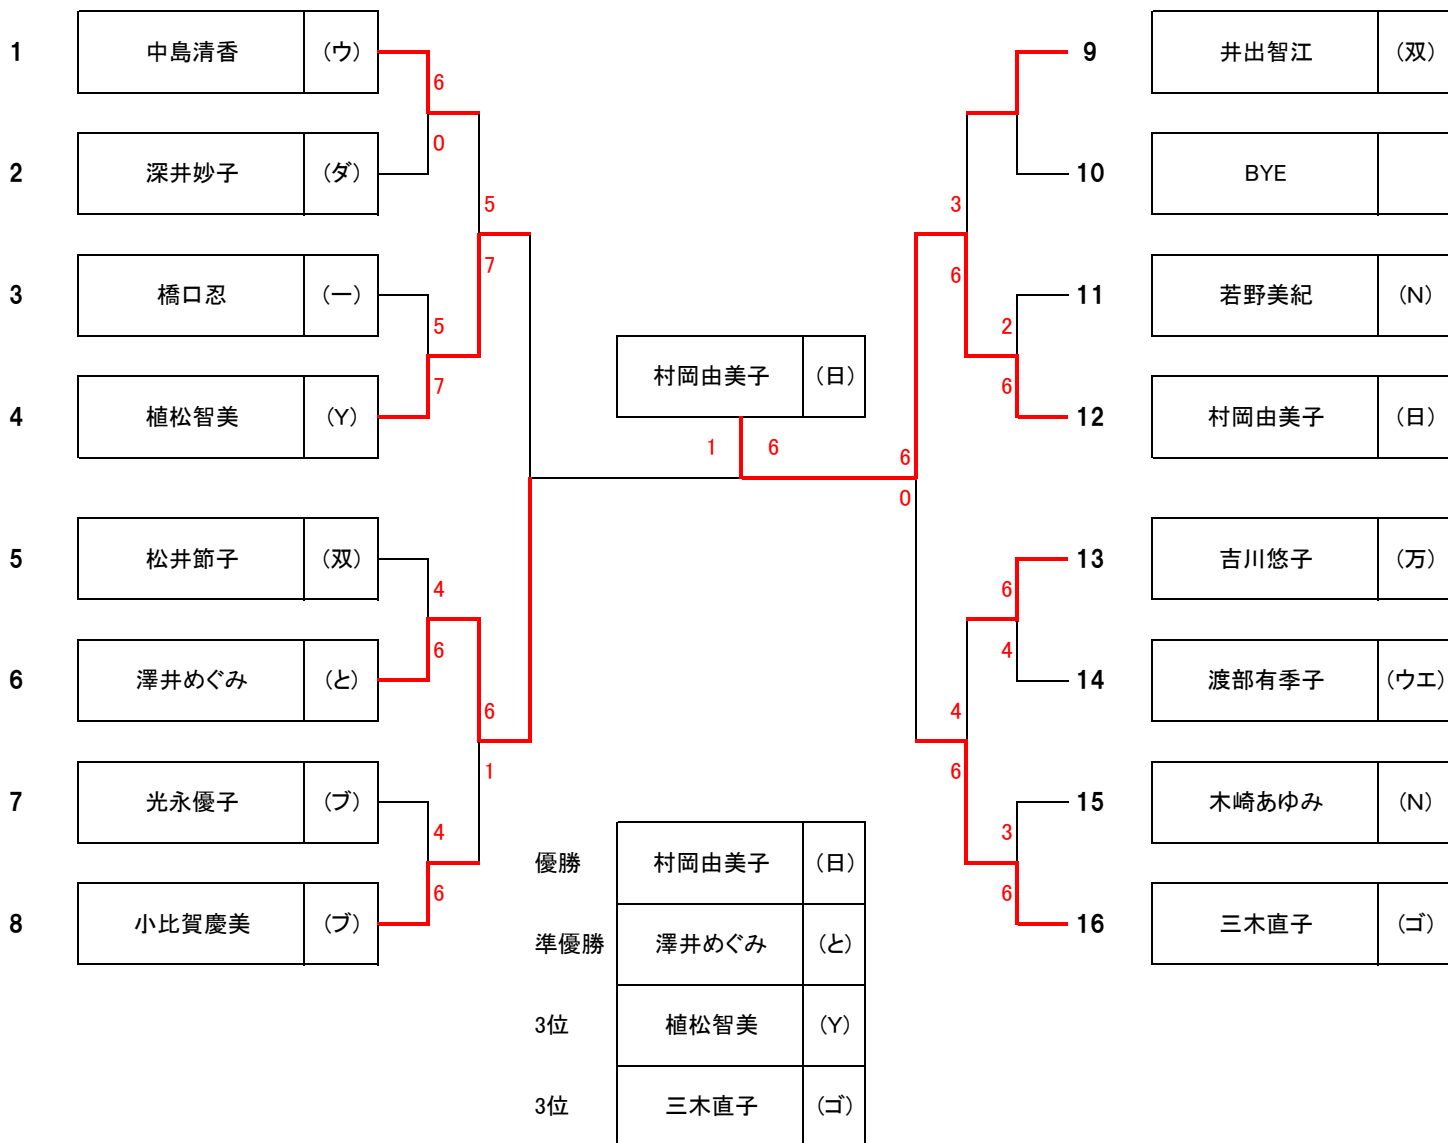 1 中島清香 (ウ)
6
0
2 深井妙子 (ダ)
5
7
3 橋口忍 (一)
5
7
4 植松智美 (Y)
5 松井節子 (双)
4
6
6 澤井めぐみ (と)
6
1
7 光永優子 (ブ)
4
6
8 小比賀慶美 (ブ)
村岡由美子 (日)
1 6
6
0
9 井出智江 (双)
10 BYE
3
6
11 若野美紀 (N)
2
6
12 村岡由美子 (日)
13 吉川悠子 (万)
6
4
14 渡部有季子 (ウエ)
4
6
15 木崎あゆみ (N)
3
6
16 三木直子 (ゴ)
優勝 村岡由美子 (日)
準優勝 澤井めぐみ (と)
3位 植松智美 (Y)
3位 三木直子 (ゴ)